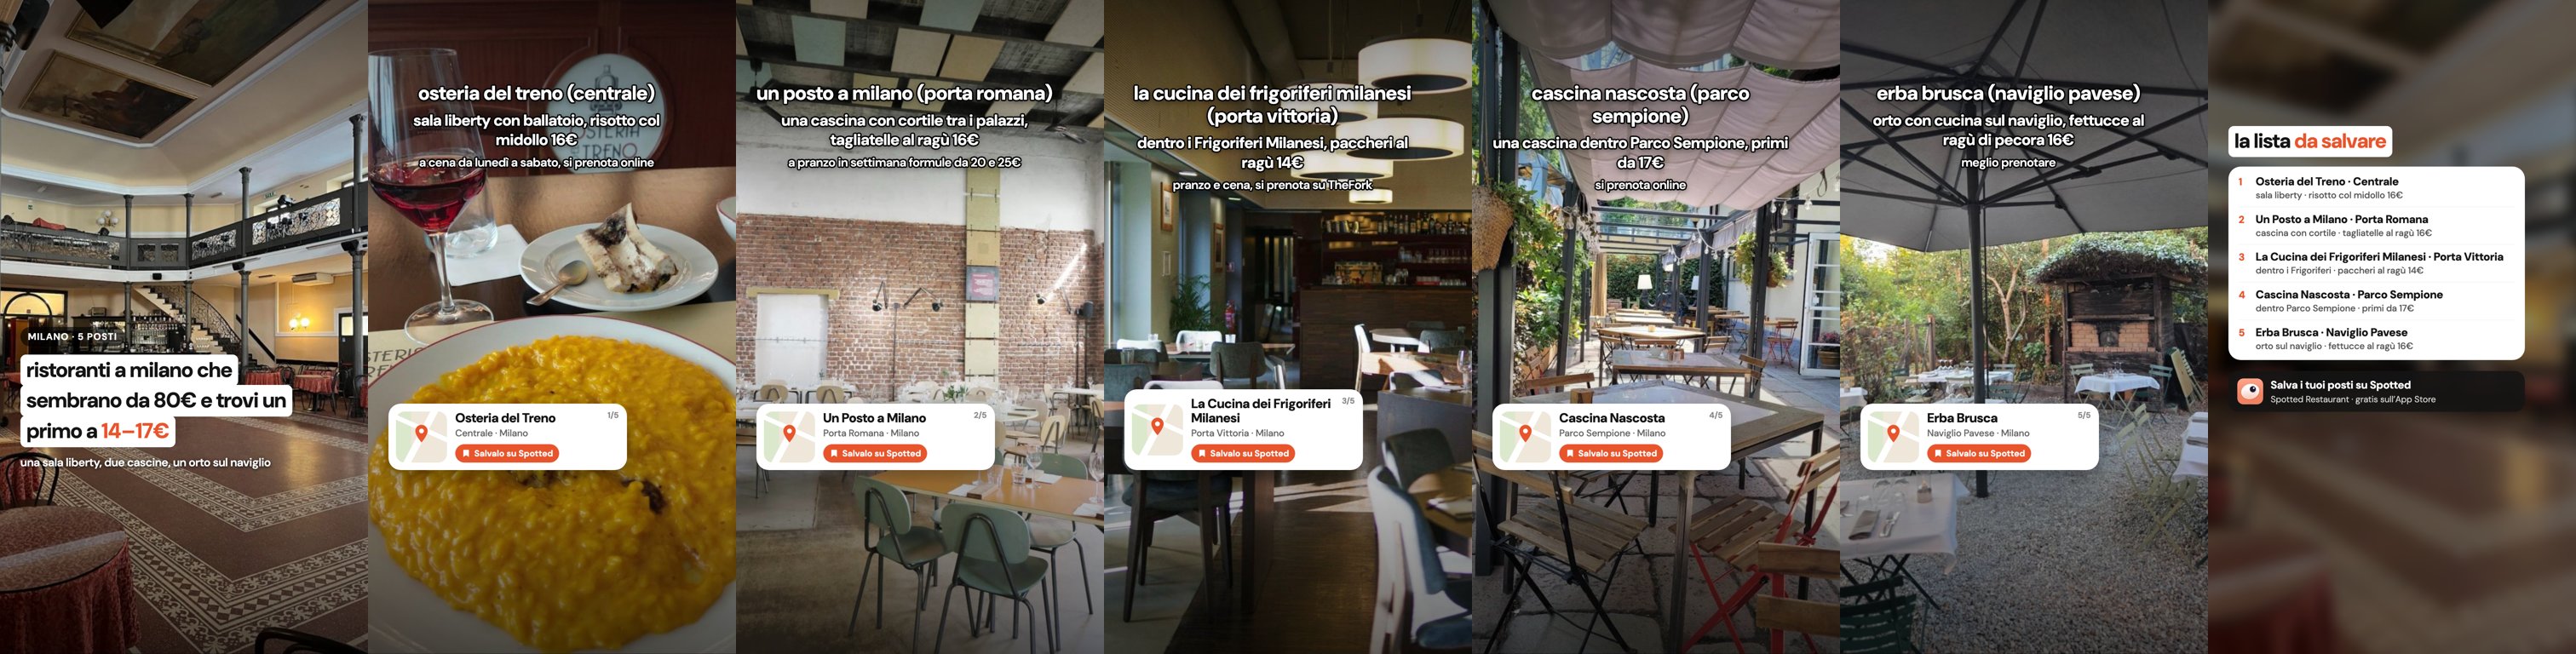 MILANO · 5 POSTI
ristoranti a milano che
sembrano da 80€ e trovi un
primo a 14–17€
una sala liberty, due cascine, un orto sul naviglio
osteria del treno (centrale)
sala liberty con ballatoio, risotto col
midollo 16€
a cena da lunedì a sabato, si prenota online
OSTERIA
TRENO
Osteria del Treno
1/5
Centrale · Milano
Salvalo su Spotted
un posto a milano (porta romana)
una cascina con cortile tra i palazzi,
tagliatelle al ragù 16€
a pranzo in settimana formule da 20 e 25€
Un Posto a Milano
2/5
Porta Romana · Milano
Salvalo su Spotted
la cucina dei frigoriferi milanesi
(porta vittoria)
dentro i Frigoriferi Milanesi, paccheri al
ragù 14€
pranzo e cena, si prenota su TheFork
La Cucina dei Frigoriferi
Milanesi
3/5
Porta Vittoria · Milano
Salvalo su Spotted
cascina nascosta (parco
sempione)
una cascina dentro Parco Sempione, primi
da 17€
si prenota online
Cascina Nascosta
4/5
Parco Sempione · Milano
Salvalo su Spotted
erba brusca (naviglio pavese)
orto con cucina sul naviglio, fettucce al
ragù di pecora 16€
meglio prenotare
Erba Brusca
5/5
Naviglio Pavese · Milano
Salvalo su Spotted
la lista da salvare
1 Osteria del Treno · Centrale
sala liberty · risotto col midollo 16€
2 Un Posto a Milano · Porta Romana
cascina con cortile · tagliatelle al ragù 16€
3 La Cucina dei Frigoriferi Milanesi · Porta Vittoria
dentro i Frigoriferi · paccheri al ragù 14€
4 Cascina Nascosta · Parco Sempione
dentro Parco Sempione · primi da 17€
5 Erba Brusca · Naviglio Pavese
orto sul naviglio · fettucce al ragù 16€
Salva i tuoi posti su Spotted
Spotted Restaurant · gratis sull'App Store